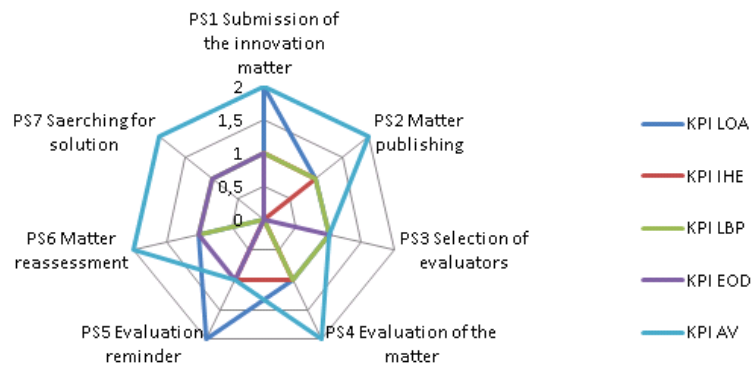 PS1 Submission of
the innovation
matter
PS7 Saerching for
solution
PS2 Matter
publishing
2
1,5
1
0,5
0
PS6 Matter
reassessment
PS3 Selection of
evaluators
PS5 Evaluation
reminder
PS4 Evaluation of the
matter
KPI LOA
KPI IHE
KPI LBP
KPI EOD
KPI AV